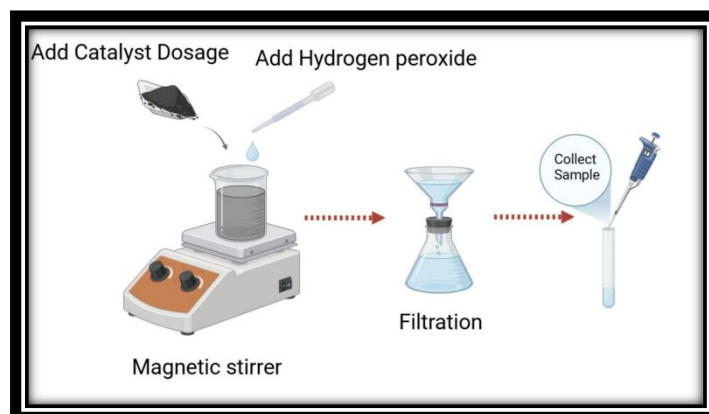 Add Catalyst Dosage
Add Hydrogen peroxide
Collect
Sample
Filtration
Magnetic stirrer